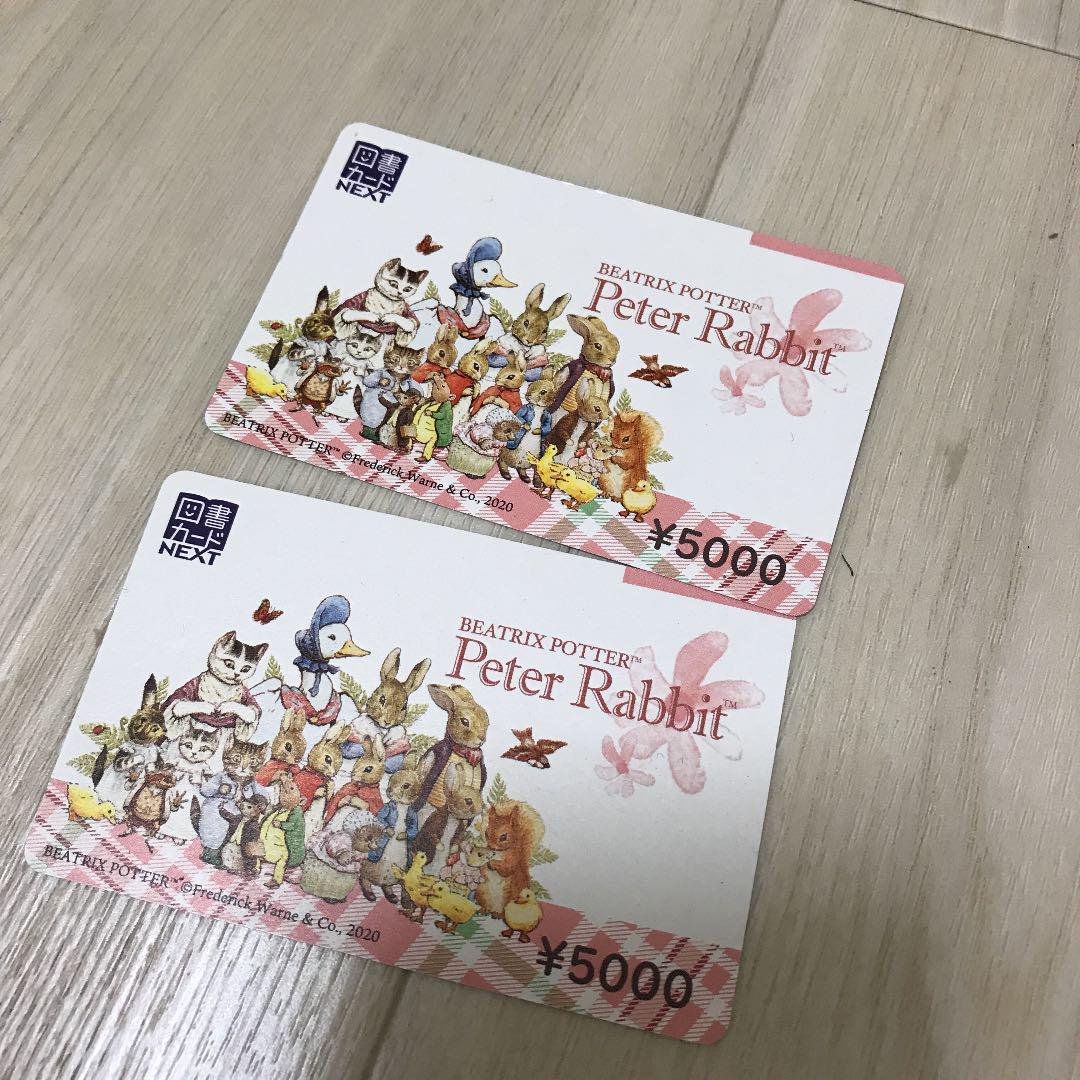 図書
カード
NEXT
BEATRIX POTTER™
Peter Rabbit™
BEATRIX POTTER™ ©Frederick Warne & Co., 2020
¥5000
図書
カード
NEXT
BEATRIX POTTER™
Peter Rabbit™
BEATRIX POTTER™ ©Frederick Warne & Co., 2020
¥5000